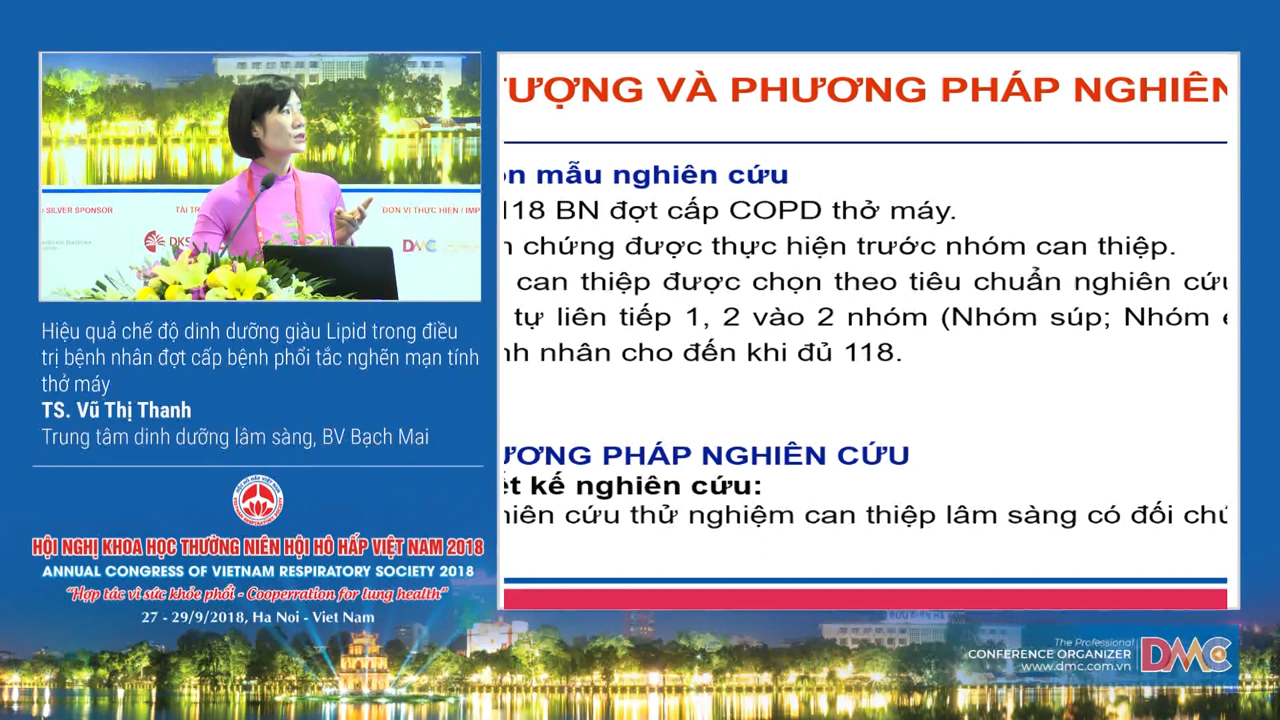 SILVER SPONSOR
TÀI TR
ĐƠN VỊ THỰC HIỆN / IMP
DKS
DMC
Hiệu quả chế độ dinh dưỡng giàu Lipid trong điều
trị bệnh nhân đợt cấp bệnh phổi tắc nghẽn mạn tính
thở máy
TS. Vũ Thị Thanh
Trung tâm dinh dưỡng lâm sàng, BV Bạch Mai
HỘI HÔ HẤP VIỆT NAM
HỘI NGHỊ KHOA HỌC THƯỜNG NIÊN HỘI HÔ HẤP VIỆT NAM 2018
ANNUAL CONGRESS OF VIETNAM RESPIRATORY SOCIETY 2018
"Hợp tác vì sức khỏe phổi - Cooperration for lung health"
27 - 29/9/2018, Ha Noi - Viet Nam
TƯỢNG VÀ PHƯƠNG PHÁP NGHIÊN
ọn mẫu nghiên cứu
118 BN đợt cấp COPD thở máy.
n chứng được thực hiện trước nhóm can thiệp.
can thiệp được chọn theo tiêu chuẩn nghiên cứu
tự liên tiếp 1, 2 vào 2 nhóm (Nhóm súp; Nhóm e
nh nhân cho đến khi đủ 118.
ƯƠNG PHÁP NGHIÊN CỨU
ết kế nghiên cứu:
hiên cứu thử nghiệm can thiệp lâm sàng có đối chứ
The Professional
CONFERENCE ORGANIZER
www.dmc.com.vn
DMC